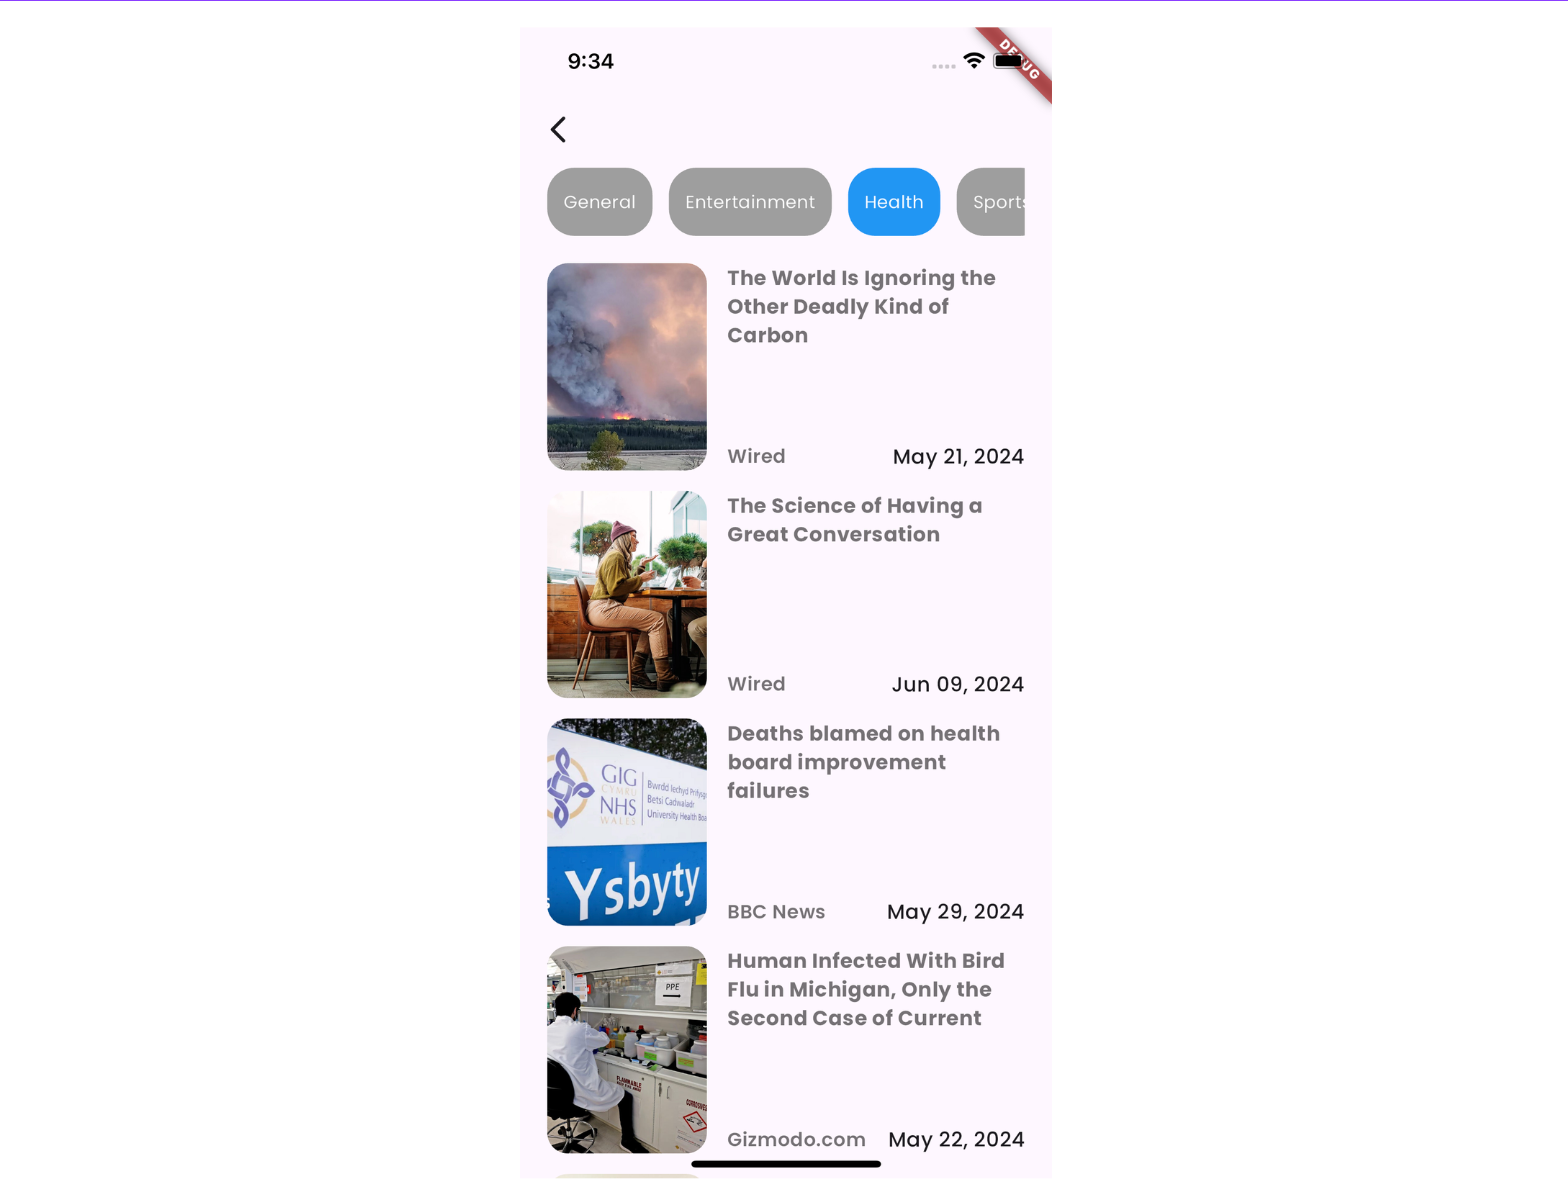 9:34
DEBUG
General
Entertainment
Health
Sports
The World Is Ignoring the
Other Deadly Kind of
Carbon
Wired
May 21, 2024
The Science of Having a
Great Conversation
Wired
Jun 09, 2024
GIG
CYMRU
NHS
WALES
Bwrdd Iechyd Prifysgol
Betsi Cadwaladr
University Health Boa
Ysbyty
Deaths blamed on health
board improvement
failures
BBC News
May 29, 2024
PPE
FLAMMABLE
Human Infected With Bird
Flu in Michigan, Only the
Second Case of Current
Gizmodo.com
May 22, 2024